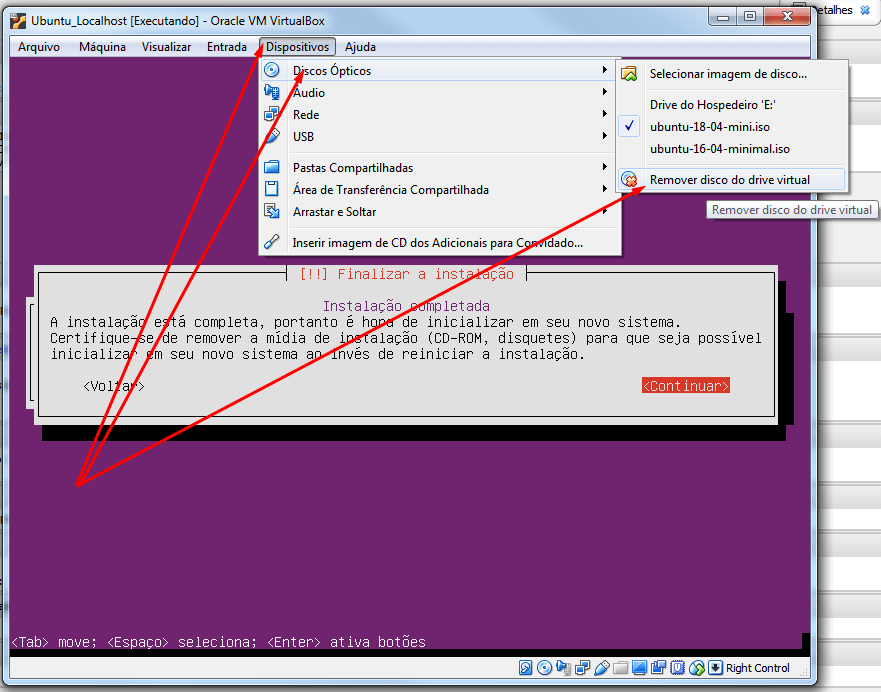 Ubuntu_Localhost [Executando] - Oracle VM VirtualBox
etalhes
Arquivo Máquina Visualizar Entrada Dispositivos Ajuda
Discos Ópticos
Áudio
Rede
USB
Pastas Compartilhadas
Área de Transferência Compartilhada
Arrastar e Soltar
Inserir imagem de CD dos Adicionais para Convidado...
Selecionar imagem de disco...
Drive do Hospedeiro 'E:'
ubuntu-18-04-mini.iso
ubuntu-16-04-minimal.iso
Remover disco do drive virtual
Remover disco do drive virtual
[!!] Finalizar a instalação
Instalação completada
A instalação está completa, portanto é hora de inicializar em seu novo sistema.
Certifique-se de remover a mídia de instalação (CD-ROM, disquetes) para que seja possível
inicializar em seu novo sistema ao invés de reiniciar a instalação.
<Voltar> <Continuar>
<Tab> move; <Espaço> seleciona; <Enter> ativa botões
Right Control